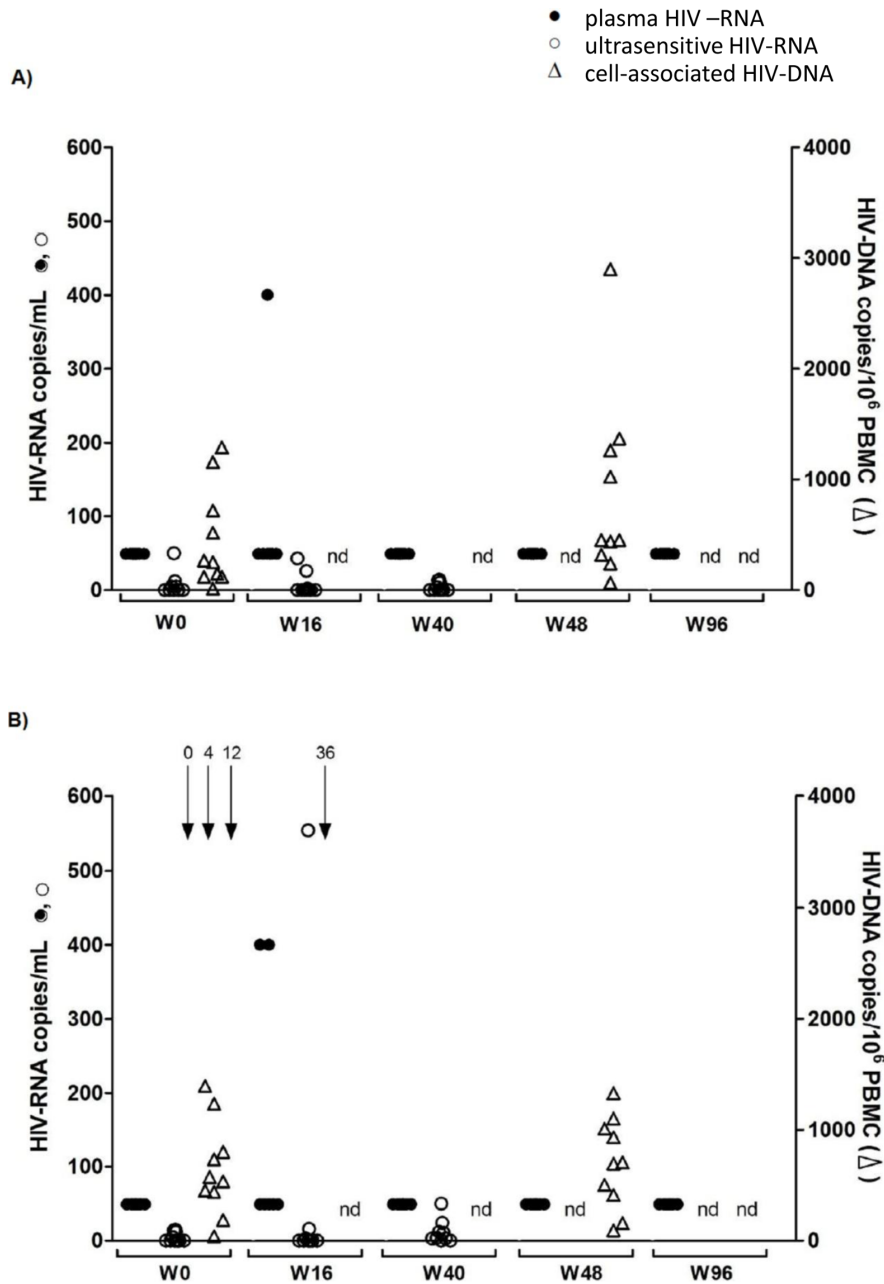 ● plasma HIV –RNA
○ ultrasensitive HIV-RNA
△ cell-associated HIV-DNA
A)
HIV-RNA copies/mL ●, ○
600
500
400
300
200
100
0
4000
3000
2000
1000
0
HIV-DNA copies/10⁶ PBMC (△)
nd
nd
nd
nd
nd
W0
W16
W40
W48
W96
B)
0 4 12 36
HIV-RNA copies/mL ●, ○
600
500
400
300
200
100
0
4000
3000
2000
1000
0
HIV-DNA copies/10⁶ PBMC (△)
nd
nd
nd
nd
nd
W0
W16
W40
W48
W96